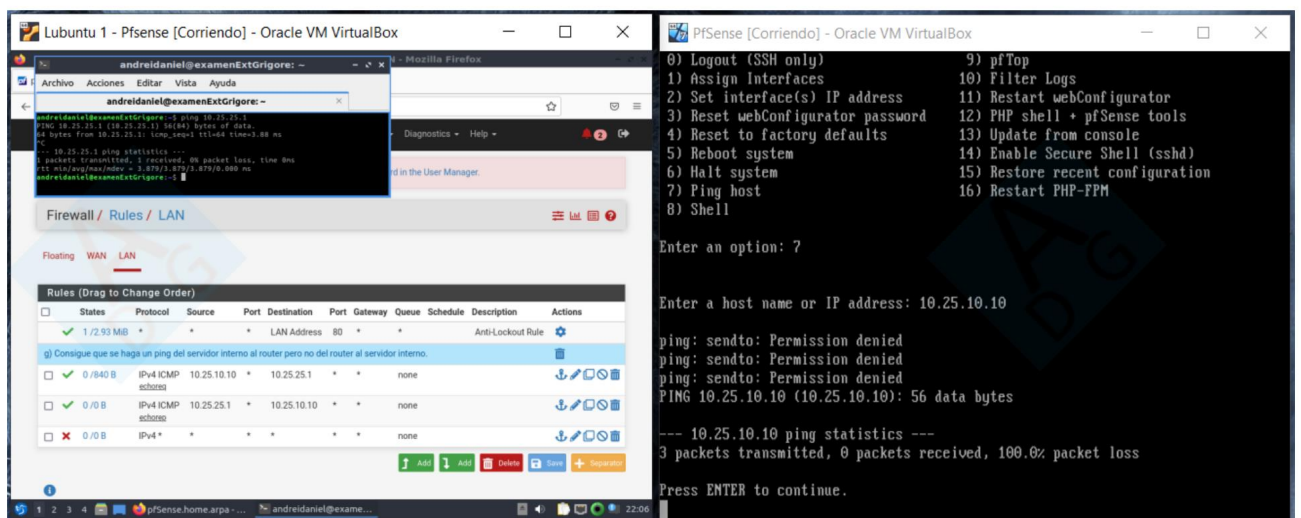 Lubuntu 1 - Pfsense [Corriendo] - Oracle VM VirtualBox
andreidaniel@examenExtGrigore: ~
- Mozilla Firefox
Archivo Acciones Editar Vista Ayuda
andreidaniel@examenExtGrigore: ~
andreidaniel@examenExtGrigore:~$ ping 10.25.25.1
PING 10.25.25.1 (10.25.25.1) 56(84) bytes of data.
64 bytes from 10.25.25.1: icmp_seq=1 ttl=64 time=3.88 ms
^C
--- 10.25.25.1 ping statistics ---
1 packets transmitted, 1 received, 0% packet loss, time 0ms
rtt min/avg/max/mdev = 3.879/3.879/3.879/0.000 ms
andreidaniel@examenExtGrigore:~$
Diagnostics Help 2
rd in the User Manager.
Firewall / Rules / LAN
Floating WAN LAN
Rules (Drag to Change Order)
States Protocol Source Port Destination Port Gateway Queue Schedule Description Actions
1 /2.93 MiB * * * LAN Address 80 * * Anti-Lockout Rule
g) Consigue que se haga un ping del servidor interno al router pero no del router al servidor interno.
0 /840 B IPv4 ICMP 10.25.10.10 * 10.25.25.1 * * none
echoreq
0 /0 B IPv4 ICMP 10.25.25.1 * 10.25.10.10 * * none
echorep
0 /0 B IPv4 * * * * * * none
Add Add Delete Save Separator
1 2 3 4 pfSense.home.arpa -... andreidaniel@exame... 22:06
PfSense [Corriendo] - Oracle VM VirtualBox
0) Logout (SSH only) 9) pfTop
1) Assign Interfaces 10) Filter Logs
2) Set interface(s) IP address 11) Restart webConfigurator
3) Reset webConfigurator password 12) PHP shell + pfSense tools
4) Reset to factory defaults 13) Update from console
5) Reboot system 14) Enable Secure Shell (sshd)
6) Halt system 15) Restore recent configuration
7) Ping host 16) Restart PHP-FPM
8) Shell
Enter an option: 7
Enter a host name or IP address: 10.25.10.10
ping: sendto: Permission denied
ping: sendto: Permission denied
ping: sendto: Permission denied
PING 10.25.10.10 (10.25.10.10): 56 data bytes
--- 10.25.10.10 ping statistics ---
3 packets transmitted, 0 packets received, 100.0% packet loss
Press ENTER to continue.
A
D G
A
D G